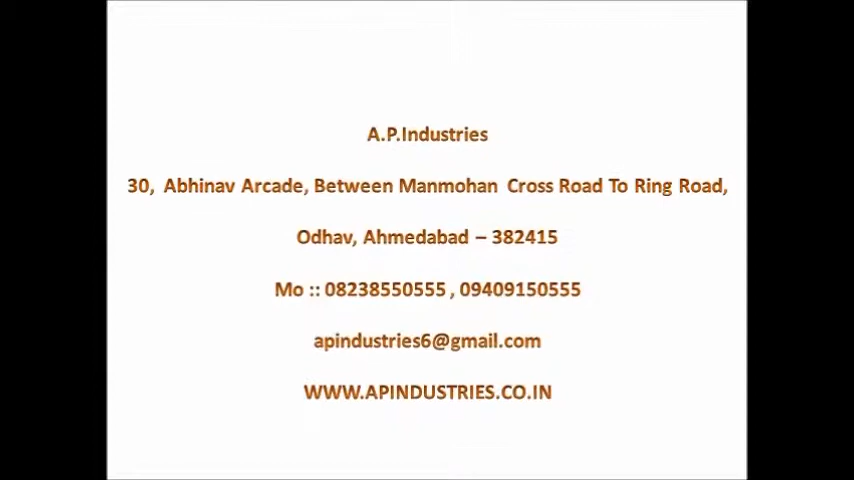 A.P.Industries
30, Abhinav Arcade, Between Manmohan Cross Road To Ring Road,
Odhav, Ahmedabad – 382415
Mo :: 08238550555 , 09409150555
apindustries6@gmail.com
WWW.APINDUSTRIES.CO.IN